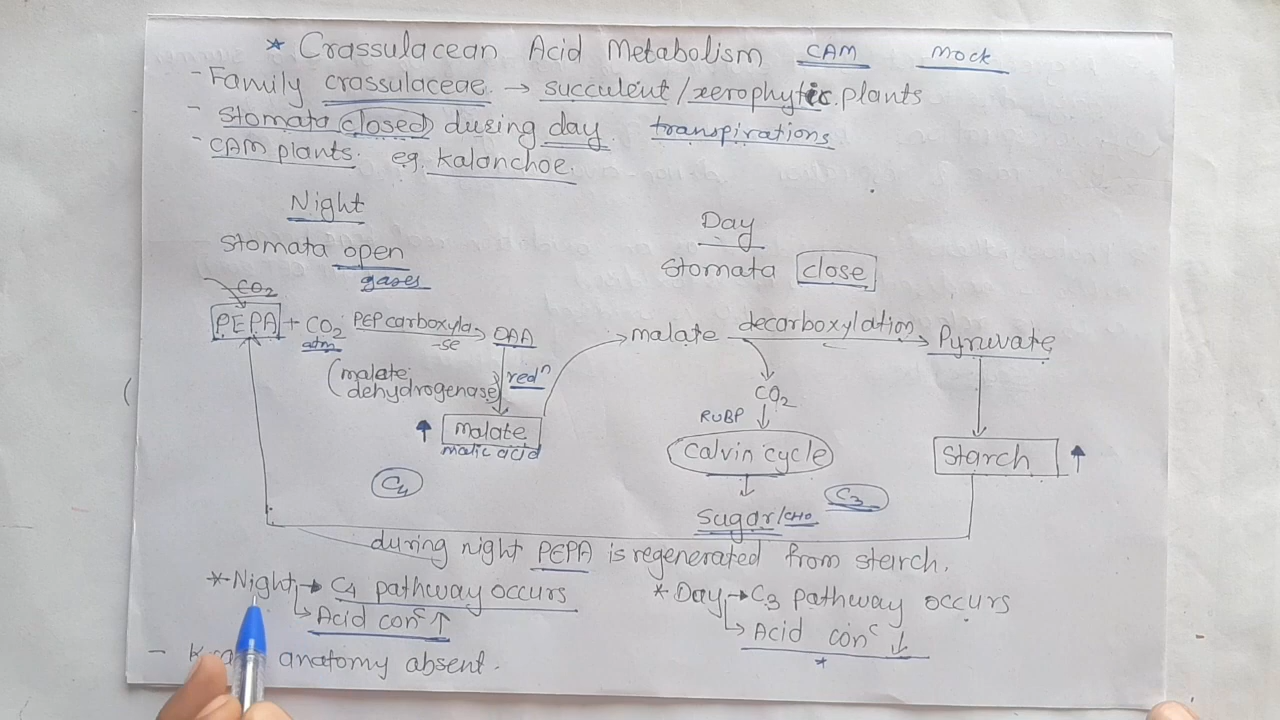 * Crassulacean Acid Metabolism CAM Mock
- Family crassulaceae. → succulent/xerophytic plants
- Stomata closed during day. transpirations
- CAM plants. eg. Kalanchoe.
Night
Stomata open
gases
Day
Stomata close
CO2
PEPA + CO2 PEP carboxyla-se → OAA
atm
(malate dehydrogenase) redn
↑ malate
malic acid
C4
→ malate decarboxylation → Pyruvate
CO2
RUBP ↓
Calvin cycle
Starch ↑
C3
Sugar/CHO
during night PEPA is regenerated from sterch.
* Night → C4 pathway occurs
↳ Acid conc ↑
* Day → C3 pathway occurs
↳ Acid conc ↓
*
- anatomy absent.